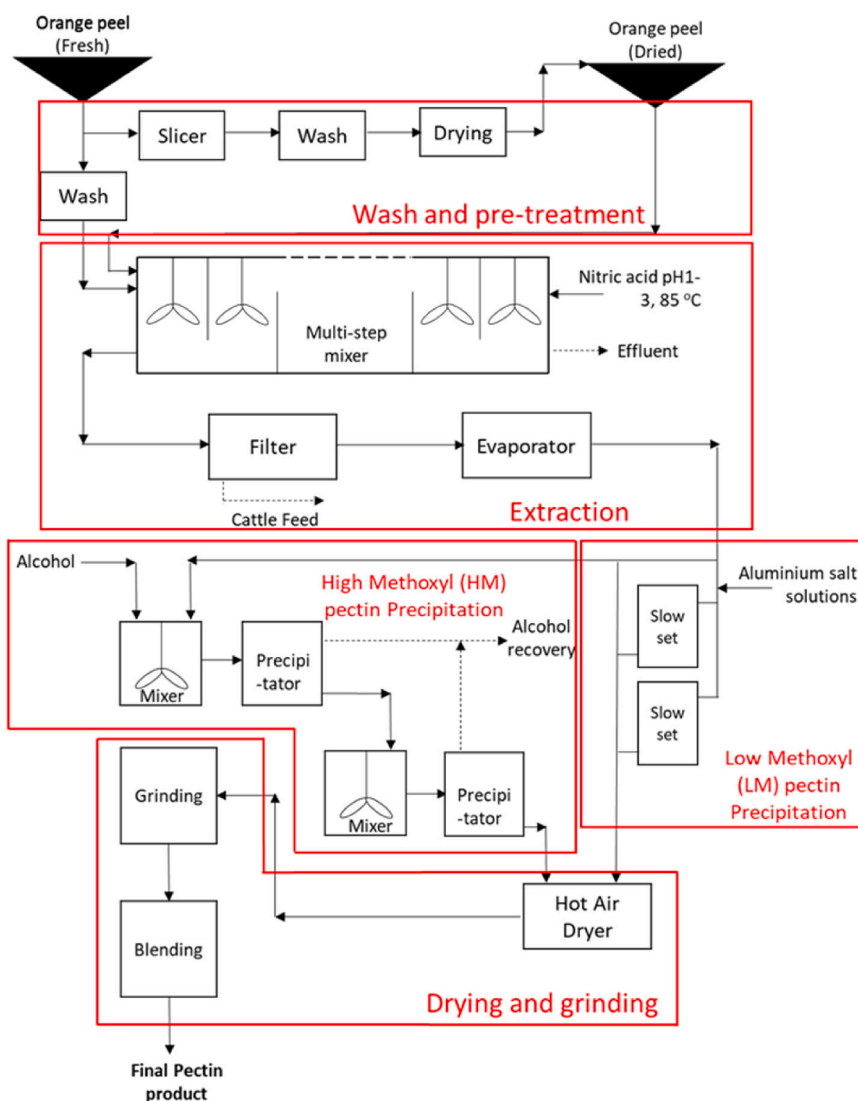 Orange peel
(Fresh)
Orange peel
(Dried)
Slicer
Wash
Drying
Wash
Wash and pre-treatment
Nitric acid pH1-
3, 85 °C
Multi-step
mixer
Effluent
Filter
Evaporator
Cattle Feed
Extraction
Alcohol
High Methoxyl (HM)
pectin Precipitation
Aluminium salt
solutions
Slow
set
Mixer
Precipi
-tator
Alcohol
recovery
Slow
set
Low Methoxyl
(LM) pectin
Precipitation
Grinding
Mixer
Precipi
-tator
Hot Air
Dryer
Blending
Drying and grinding
Final Pectin
product